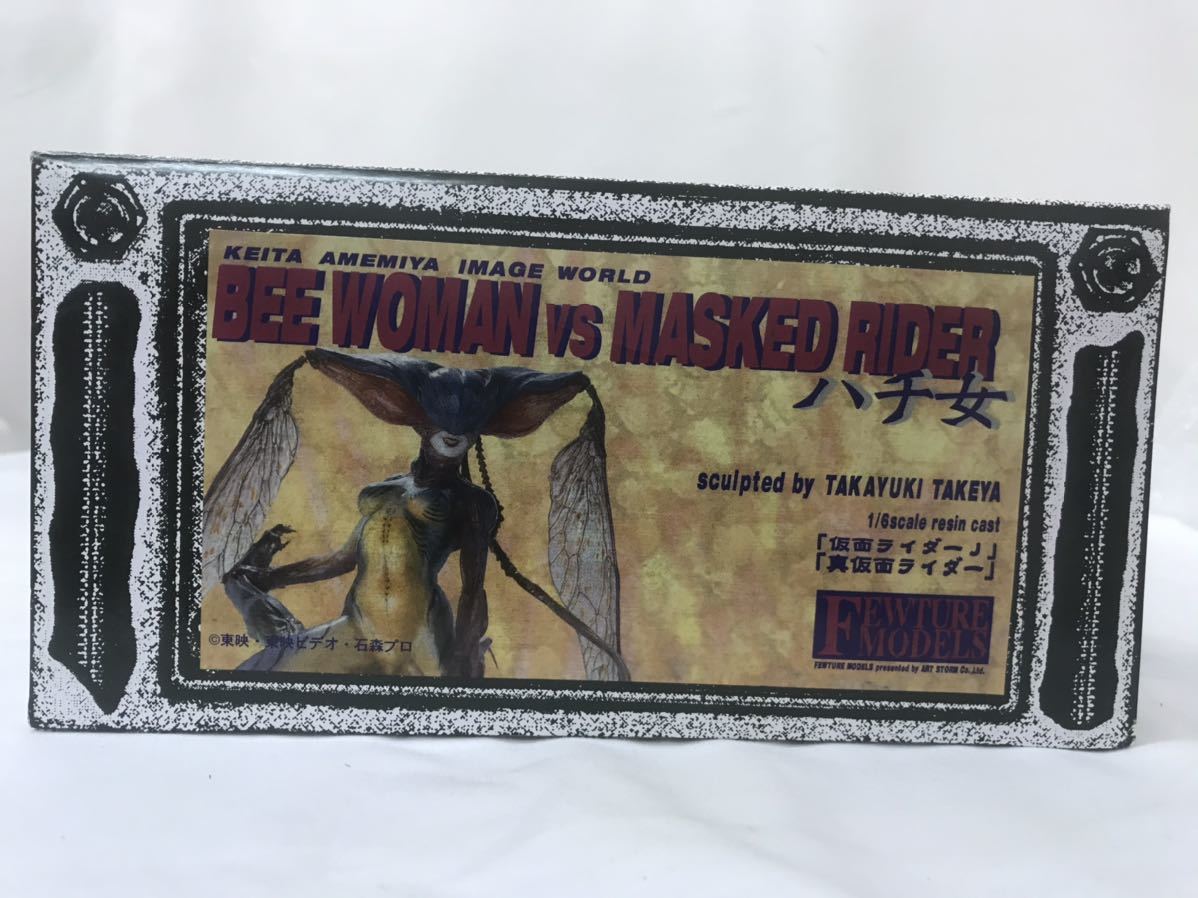 KEITA AMEMIYA IMAGE WORLD
BEE WOMAN VS MASKED RIDER
ハチ女
sculpted by TAKAYUKI TAKEYA
1/6scale resin cast
「仮面ライダーJ」
「真仮面ライダー」
FEWTURE
MODELS
FEWTURE MODELS presented by ART STORM Co.,Ltd.
©東映・東映ビデオ・石森プロ